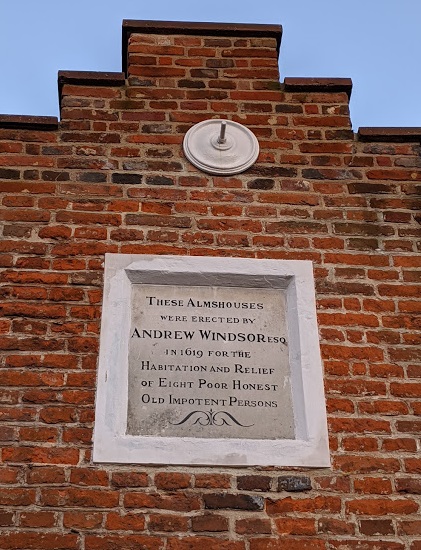 These Almshouses
were erected by
Andrew Windsor Esq
in 1619 for the
Habitation and Relief
of Eight Poor Honest
Old Impotent Persons